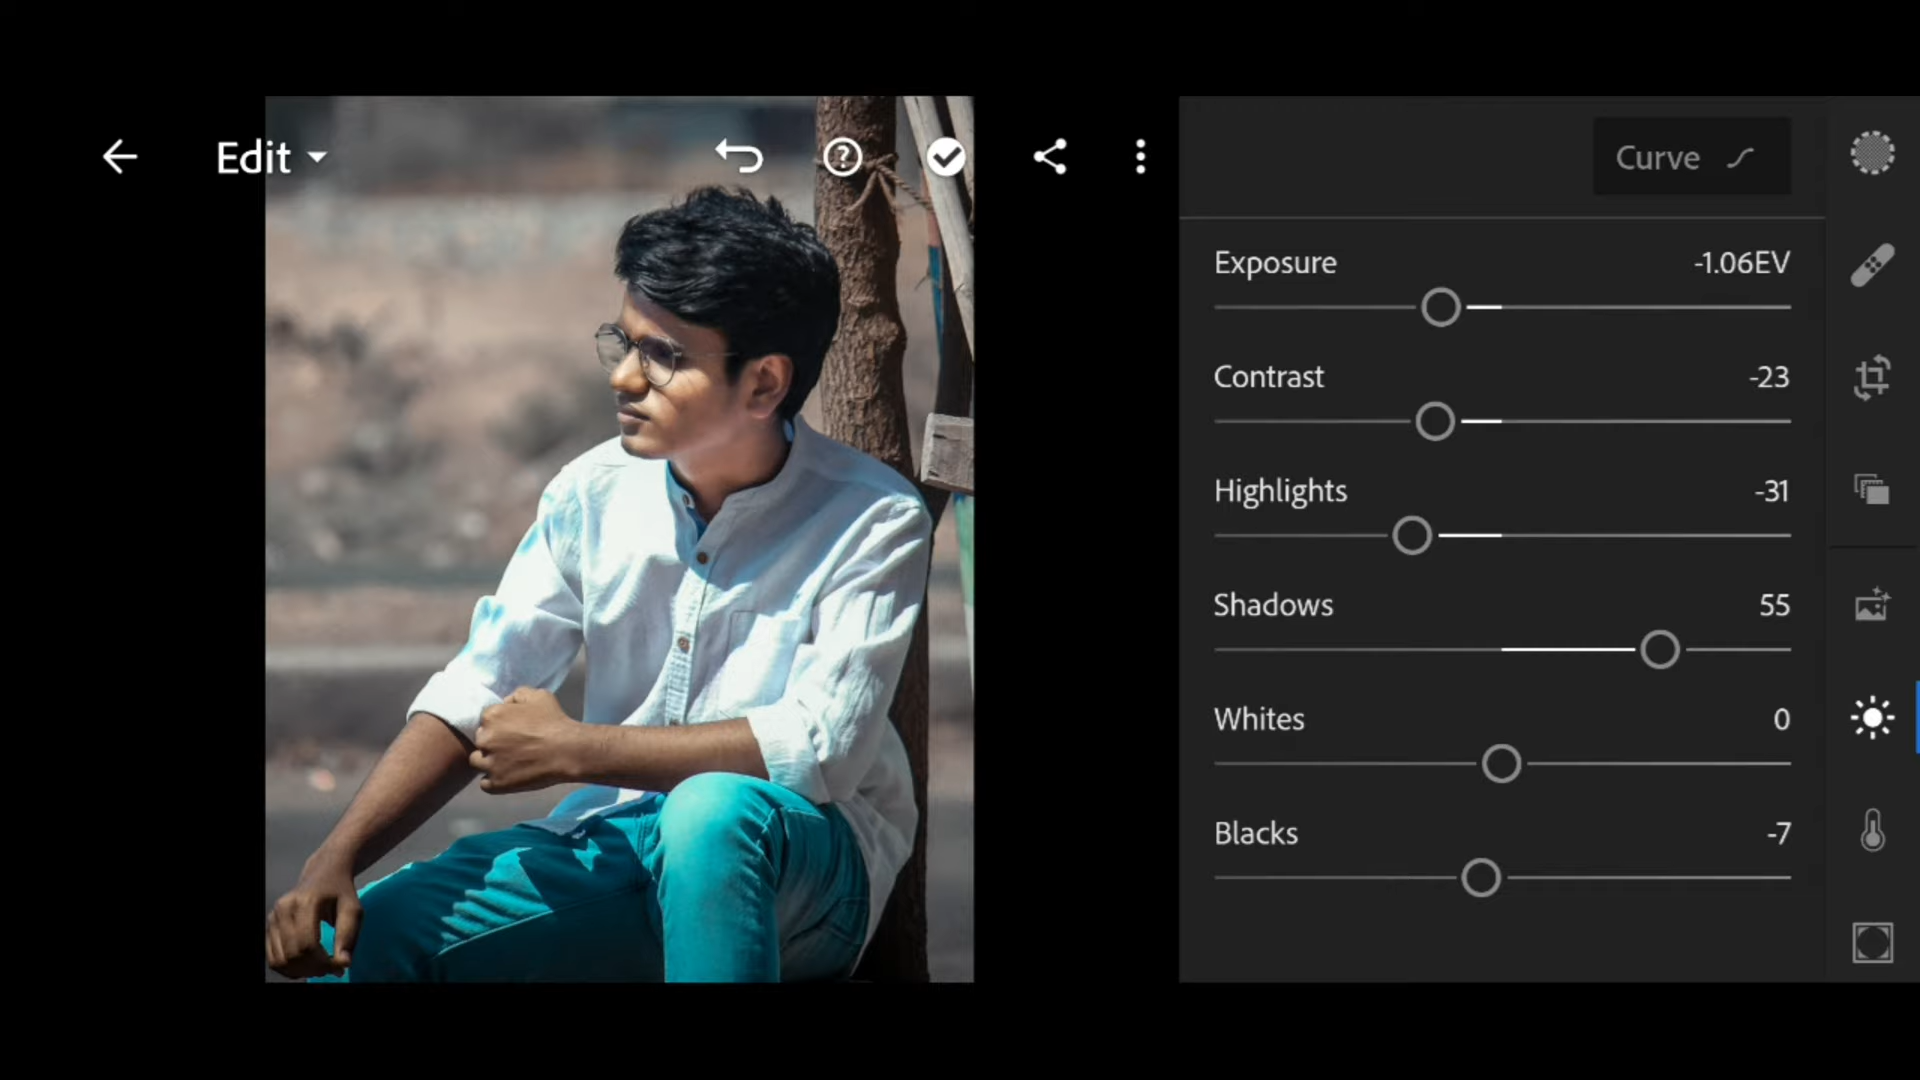 Edit
Curve
Exposure -1.06EV
Contrast -23
Highlights -31
Shadows 55
Whites 0
Blacks -7